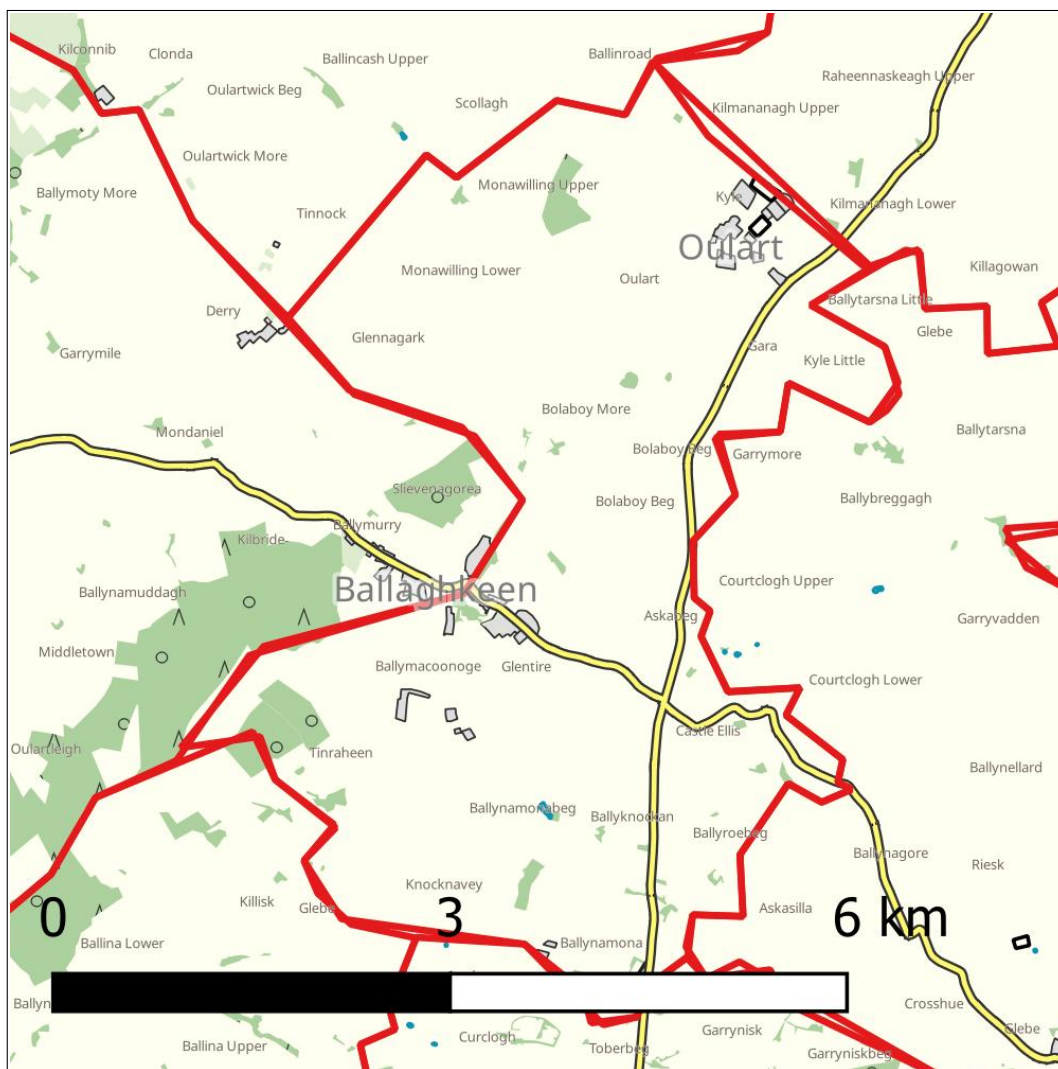 Kilconnib
Clonda
Ballincash Upper
Ballinroad
Raheennaskeagh Upper
Oulartwick Beg
Scollagh
Kilmananagh Upper
Oulartwick More
Ballymoty More
Monawilling Upper
Kyle
Kilmananagh Lower
Tinnock
Oulart
Monawilling Lower
Oulart
Killagowan
Ballytarsna Little
Derry
Glennagark
Glebe
Garrymile
Gara
Kyle Little
Bolaboy More
Mondaniel
Ballytarsna
Bolaboy Beg
Garrymore
Slievenagorea
Bolaboy Beg
Ballybreggagh
Ballymurry
Kilbride-
Ballynamuddagh
Ballaghkeen
Courtclogh Upper
Askabeg
Garryvadden
Middletown
Ballymacoonoge
Glentire
Courtclogh Lower
Oulartleigh
Tinraheen
Castle Ellis
Ballynellard
Ballynamonabeg
Ballyknockan
Ballyroebeg
Ballynagore
Riesk
Knocknavey
Killisk
Glebe
Askasilla
0 3 6 km
Ballina Lower
Ballynamona
Crosshue
Glebe
Garrynisk
Curclogh
Ballina Upper
Toberbeg
Garryniskbeg